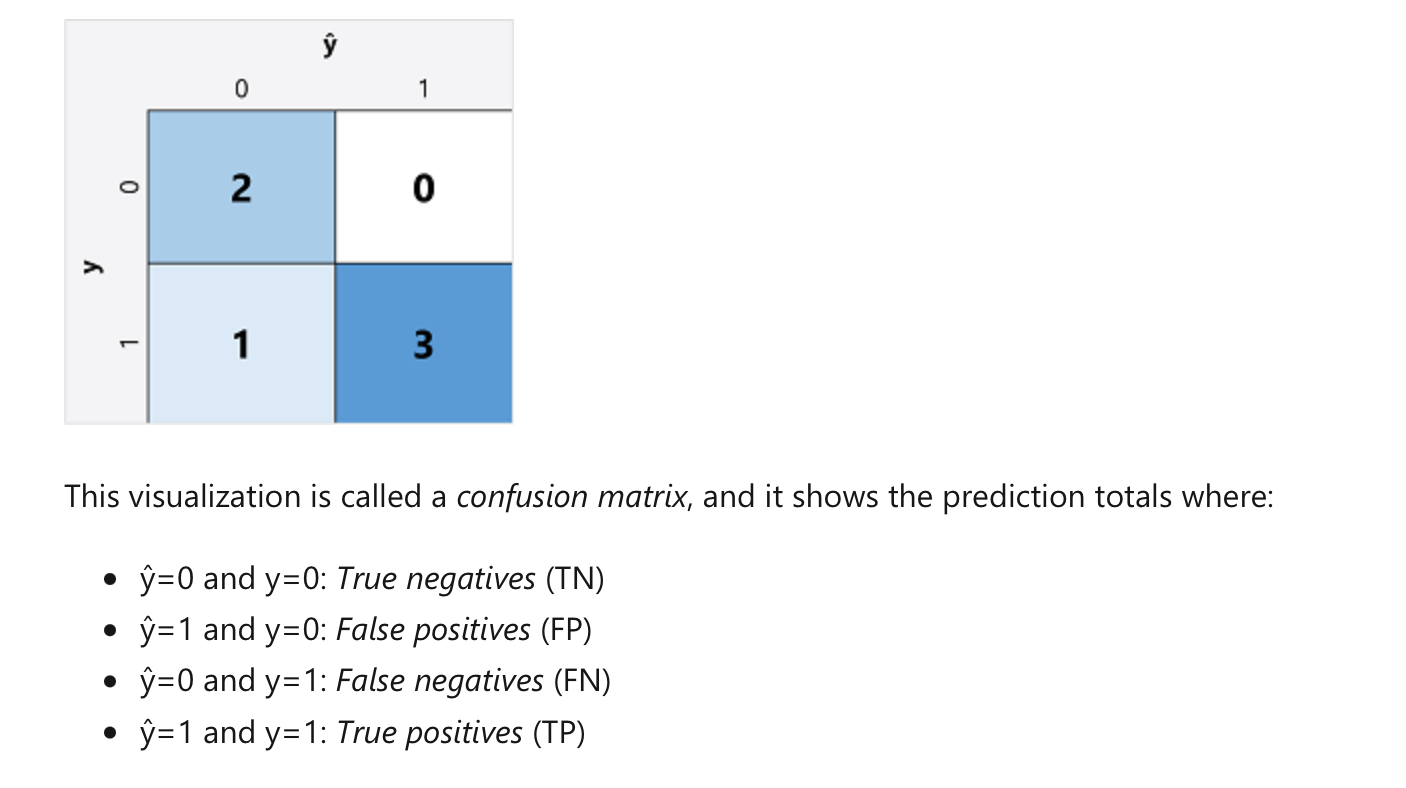 ŷ
0 1
0 2 0
y
1 1 3
This visualization is called a confusion matrix, and it shows the prediction totals where:
• ŷ=0 and y=0: True negatives (TN)
• ŷ=1 and y=0: False positives (FP)
• ŷ=0 and y=1: False negatives (FN)
• ŷ=1 and y=1: True positives (TP)